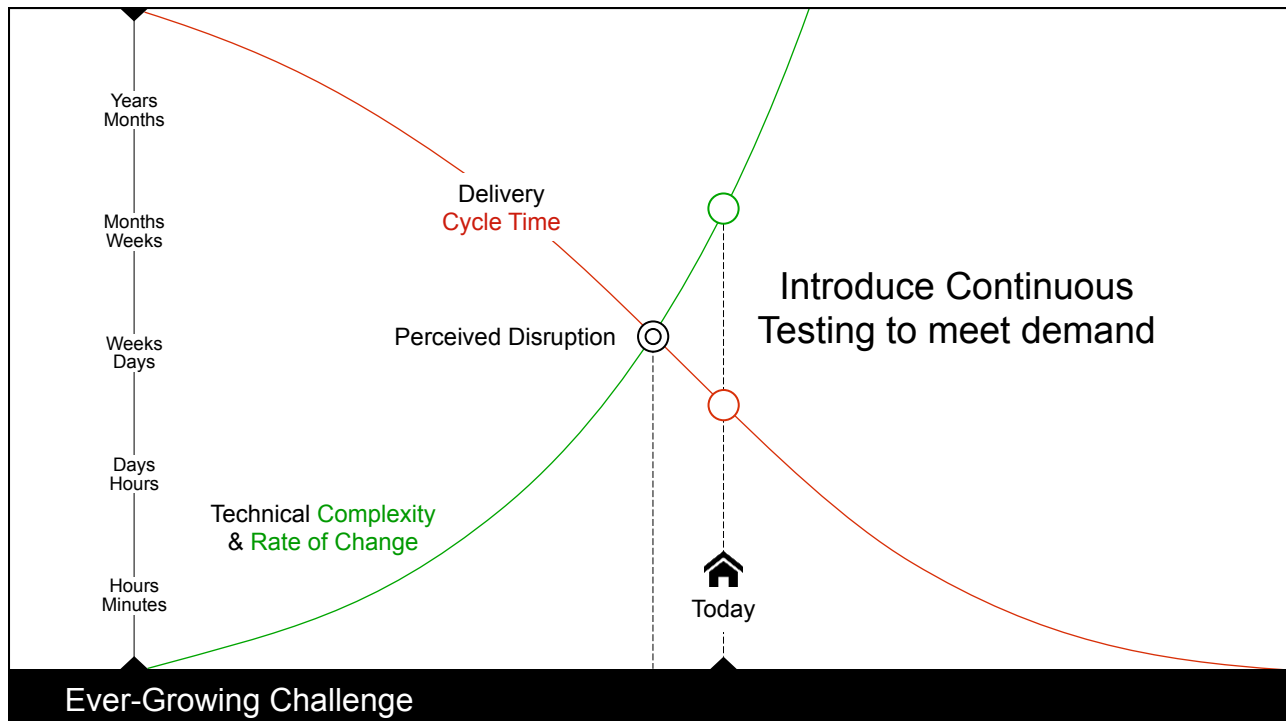 Years
Months
Delivery
Cycle Time
Months
Weeks
Introduce Continuous
Testing to meet demand
Perceived Disruption
Weeks
Days
Days
Hours
Technical Complexity
& Rate of Change
Hours
Minutes
Today
Ever-Growing Challenge